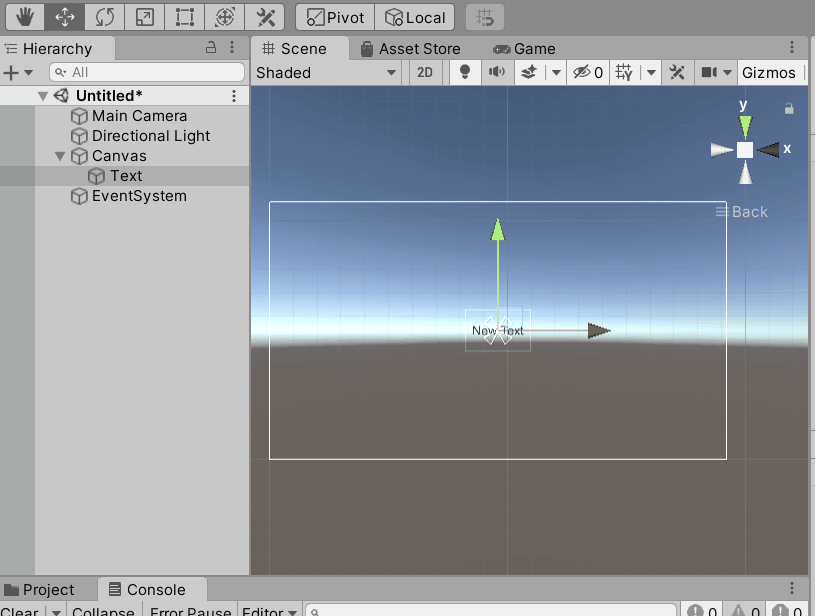 Pivot Local
Hierarchy
Scene Asset Store Game
All
Shaded 2D 0 Gizmos
Untitled*
Main Camera
Directional Light
Canvas
Text
EventSystem
y
x
Back
New Text
Project Console
Clear Collapse Error Pause Editor 0 0 0